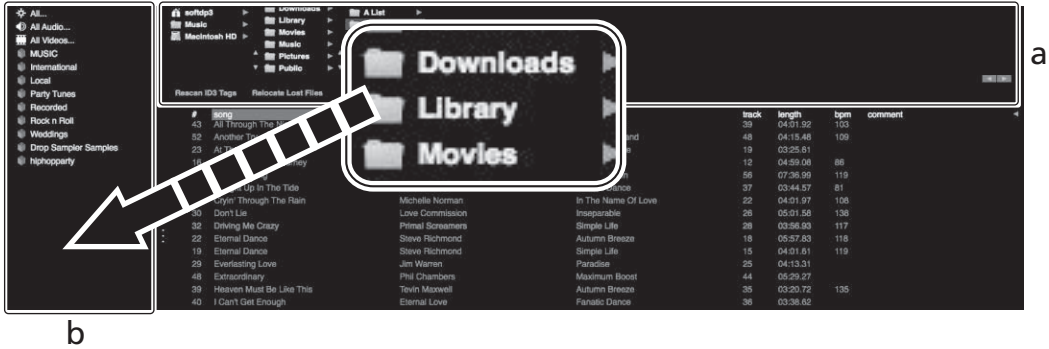 All...
All Audio...
All Videos...
MUSIC
International
Local
Party Tunes
Recorded
Rock n Roll
Weddings
Drop Sampler Samples
hiphopparty
softdp3
Music
Macintosh HD
Downloads
Library
Movies
Music
Pictures
Public
A List
Rescan ID3 Tags Relocate Lost Files
Downloads
Library
Movies
a
# song track length bpm comment
43 All Through The 39 04:01.92 103
52 Another and 48 04:15.48 109
23 At 19 03:25.61
12 04:59.08 86
56 07:36.99 119
Up In The Tide Dance 37 03:44.57 81
Cryin' Through The Rain Michelle Norman In The Name Of Love 22 04:01.97 108
30 Don't Lie Love Commission Inseparable 26 05:01.58 138
32 Driving Me Crazy Primal Screamers Simple Life 28 03:56.93 117
22 Eternal Dance Steve Richmond Autumn Breeze 18 05:57.83 118
19 Eternal Dance Steve Richmond Simple Life 15 04:01.61 119
29 Everlasting Love Jim Warren Paradise 25 04:13.31
48 Extraordinary Phil Chambers Maximum Boost 44 05:29.27
39 Heaven Must Be Like This Tevin Maxwell Autumn Breeze 35 03:20.72 135
40 I Can't Get Enough Eternal Love Fanatic Dance 36 03:38.62
b